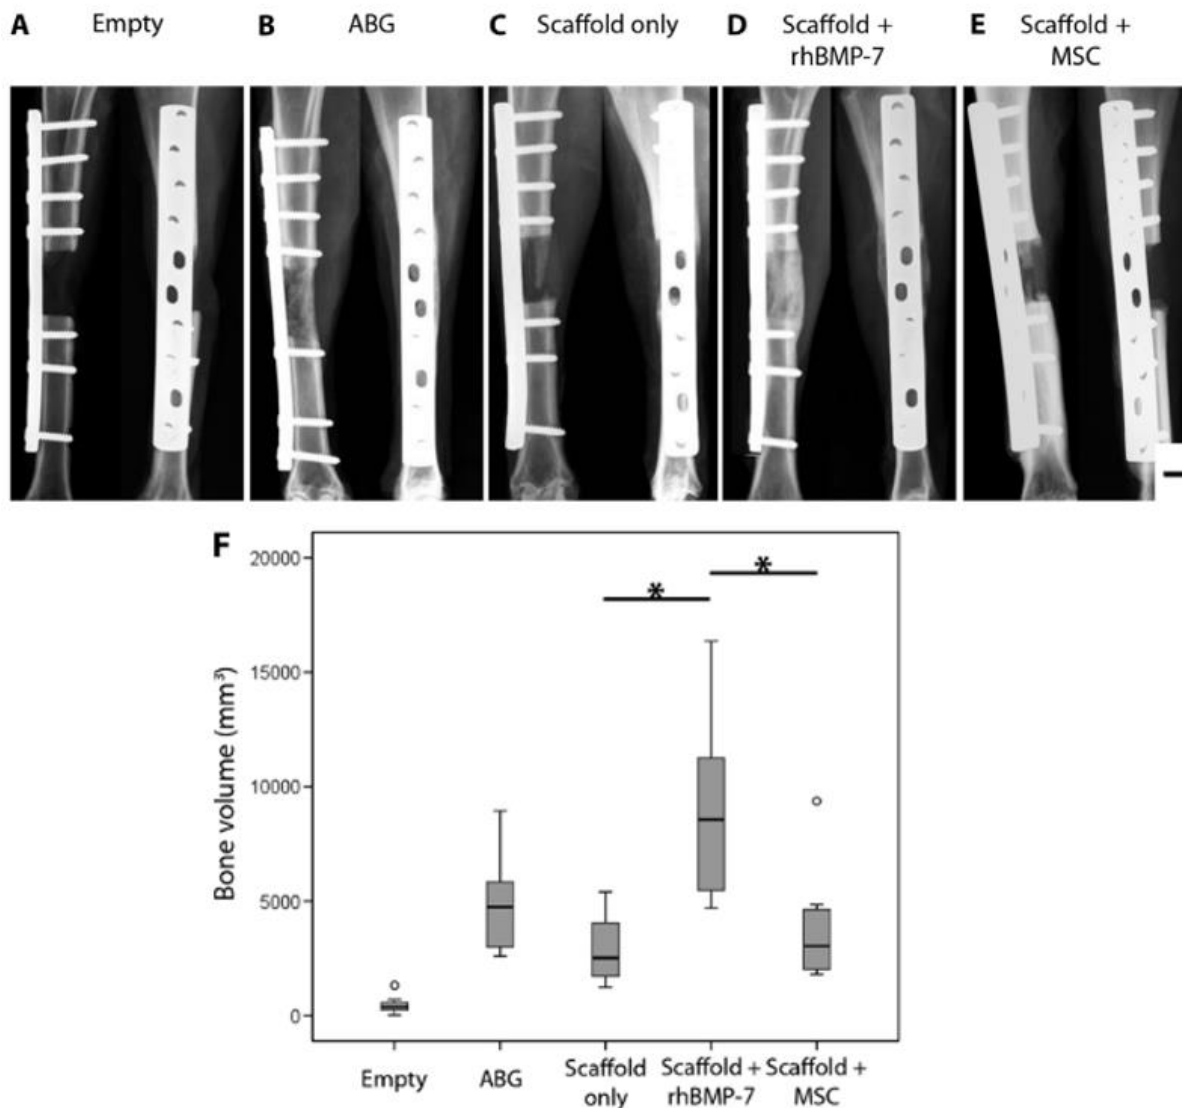 A Empty
B ABG
C Scaffold only
D Scaffold +
rhBMP-7
E Scaffold +
MSC
F
20000
15000
10000
5000
0
Bone volume (mm³)
*
*
Empty
ABG
Scaffold
only
Scaffold +
rhBMP-7
Scaffold +
MSC